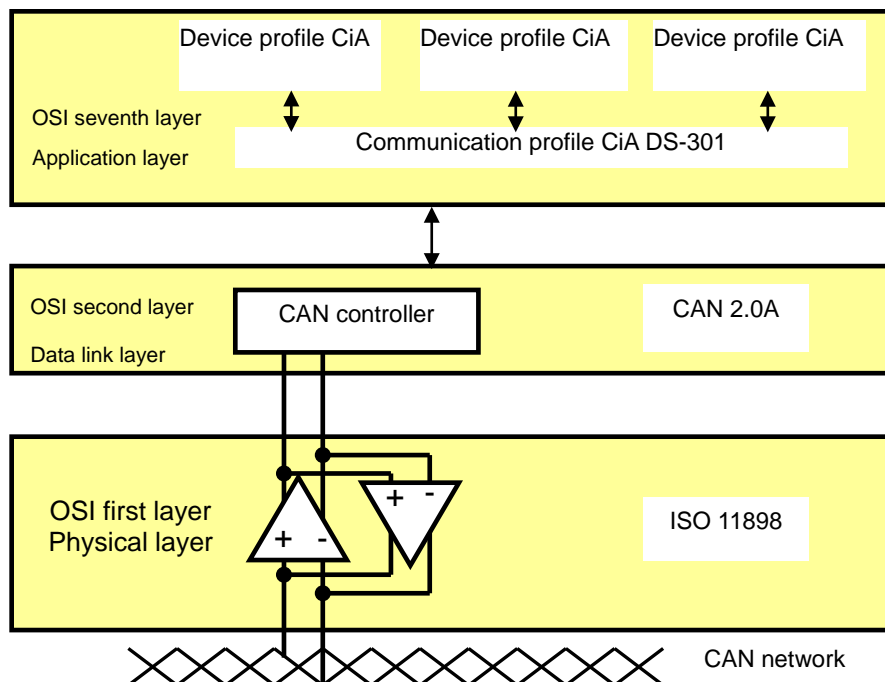 Device profile CiA
Device profile CiA
Device profile CiA
OSI seventh layer
Application layer
Communication profile CiA DS-301
OSI second layer
Data link layer
CAN controller
CAN 2.0A
OSI first layer
Physical layer
+ -
+ -
ISO 11898
CAN network